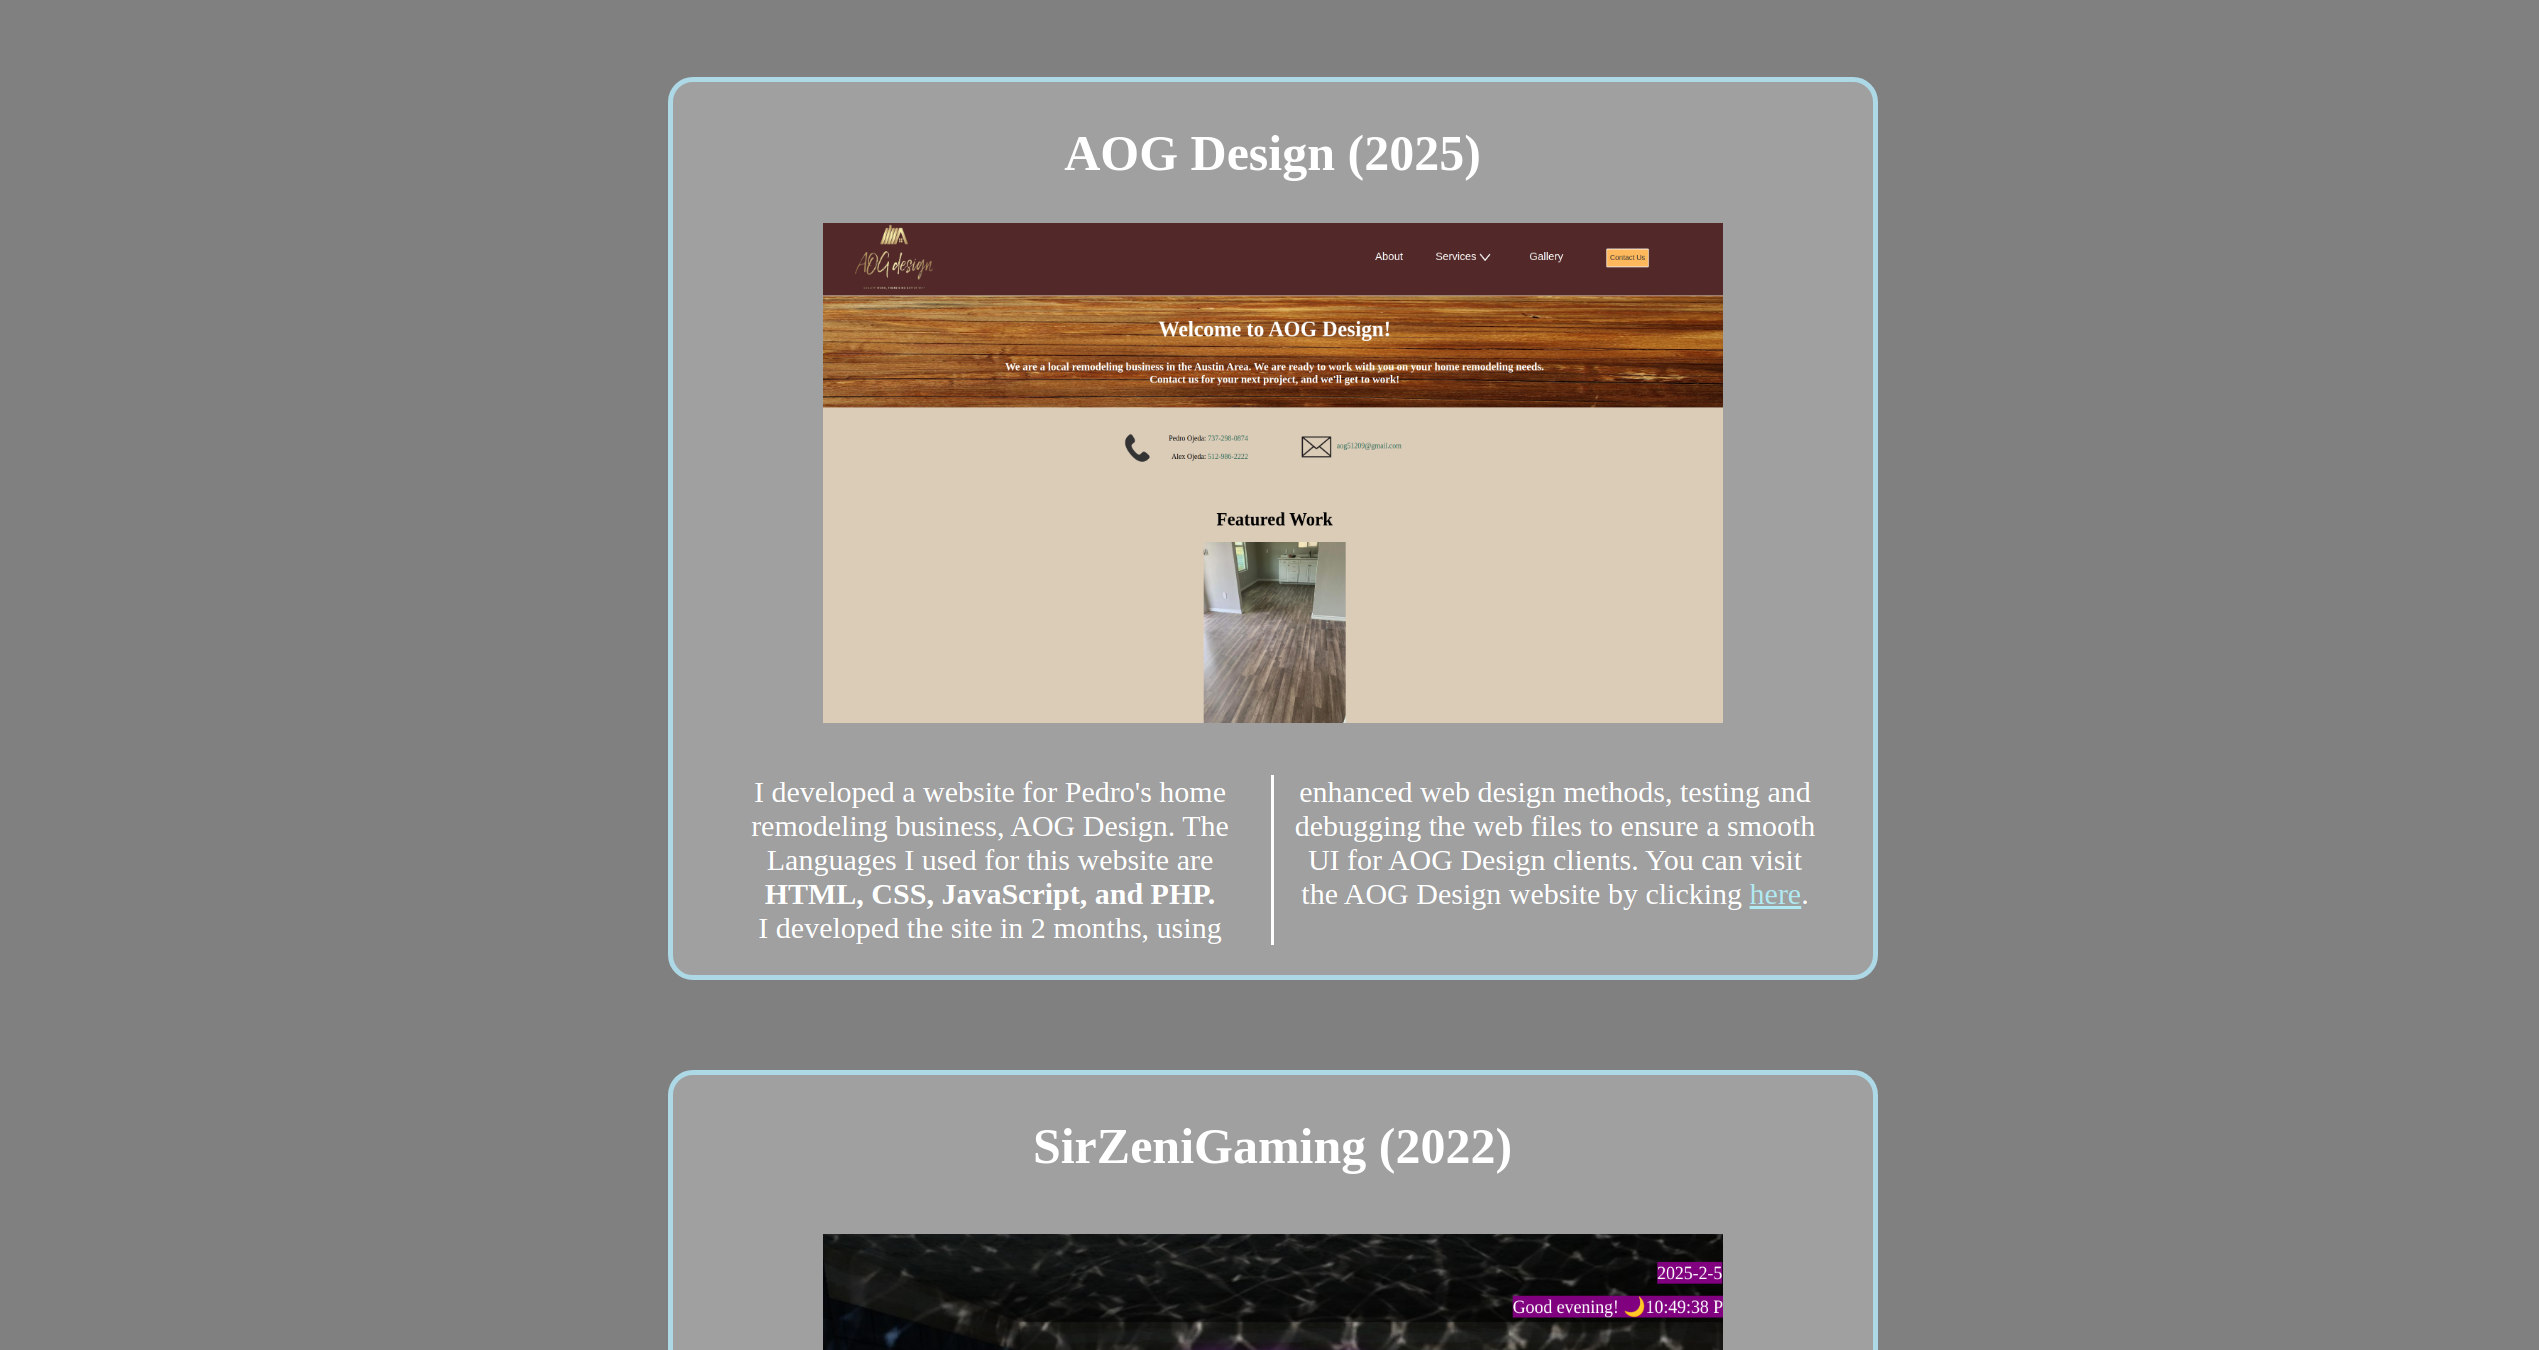 AOG Design (2025)
AOG design
About
Services
Gallery
Contact Us
Welcome to AOG Design!
We are a local remodeling business in the Austin Area. We are ready to work with you on your home remodeling needs.
Contact us for your next project, and we'll get to work!
Pedro Ojeda: 737-298-0874
Alex Ojeda: 512-986-2222
aog51209@gmail.com
Featured Work
I developed a website for Pedro's home
remodeling business, AOG Design. The
Languages I used for this website are
HTML, CSS, JavaScript, and PHP.
I developed the site in 2 months, using
enhanced web design methods, testing and
debugging the web files to ensure a smooth
UI for AOG Design clients. You can visit
the AOG Design website by clicking here.
SirZeniGaming (2022)
2025-2-5
Good evening! 🌙10:49:38 P